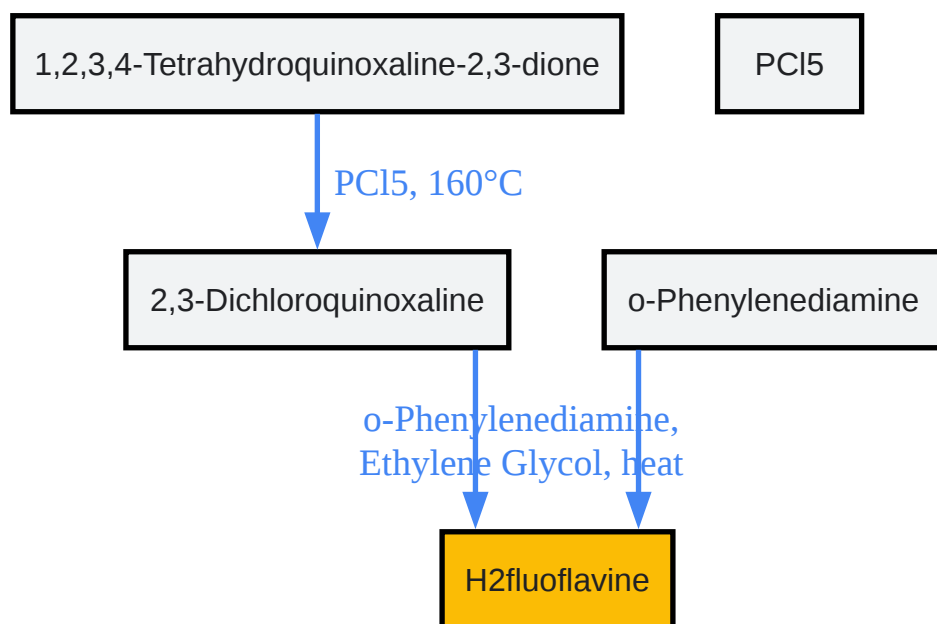 1,2,3,4-Tetrahydroquinoxaline-2,3-dione
PCl5
PCl5, 160°C
2,3-Dichloroquinoxaline
o-Phenylenediamine
o-Phenylenediamine,
Ethylene Glycol, heat
H2fluoflavine